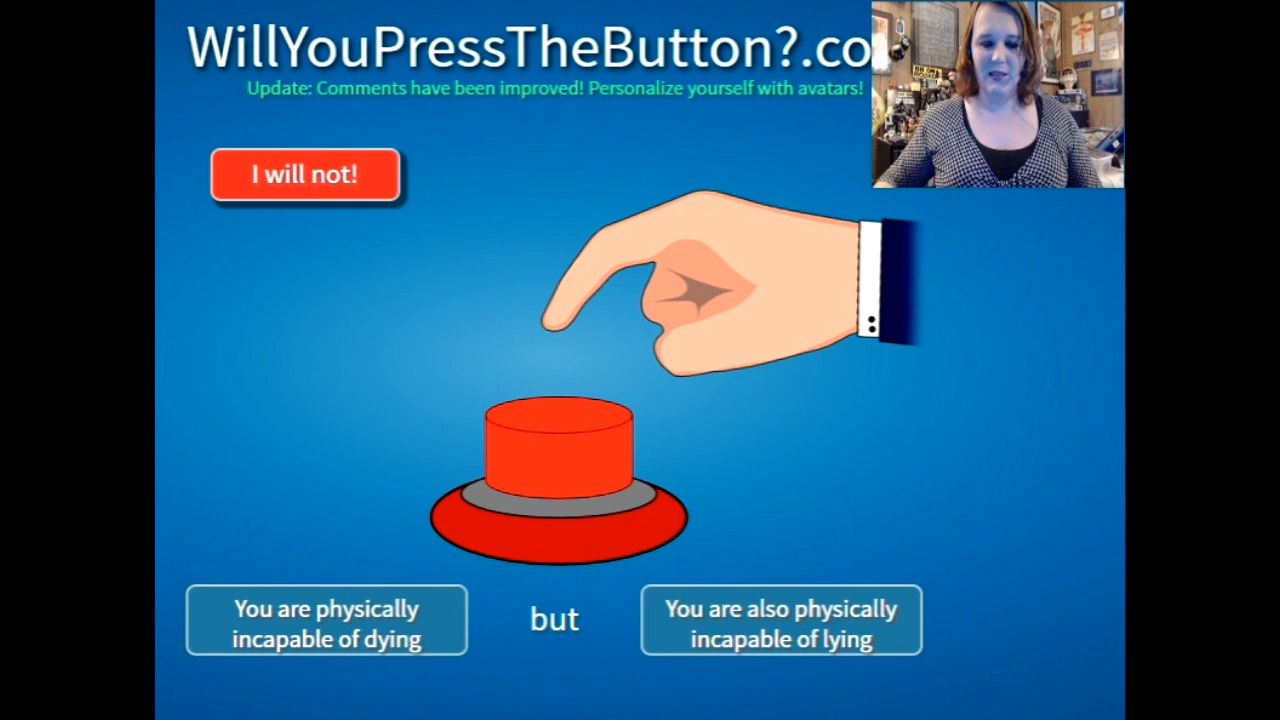 WillYouPressTheButton?.co
Update: Comments have been improved! Personalize yourself with avatars!
I will not!
You are physically
incapable of dying
but
You are also physically
incapable of lying